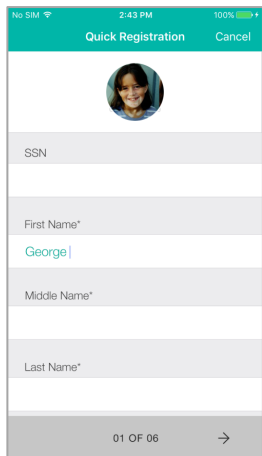 No SIM 2:43 PM 100%
Quick Registration Cancel
SSN
First Name*
George
Middle Name*
Last Name*
01 OF 06